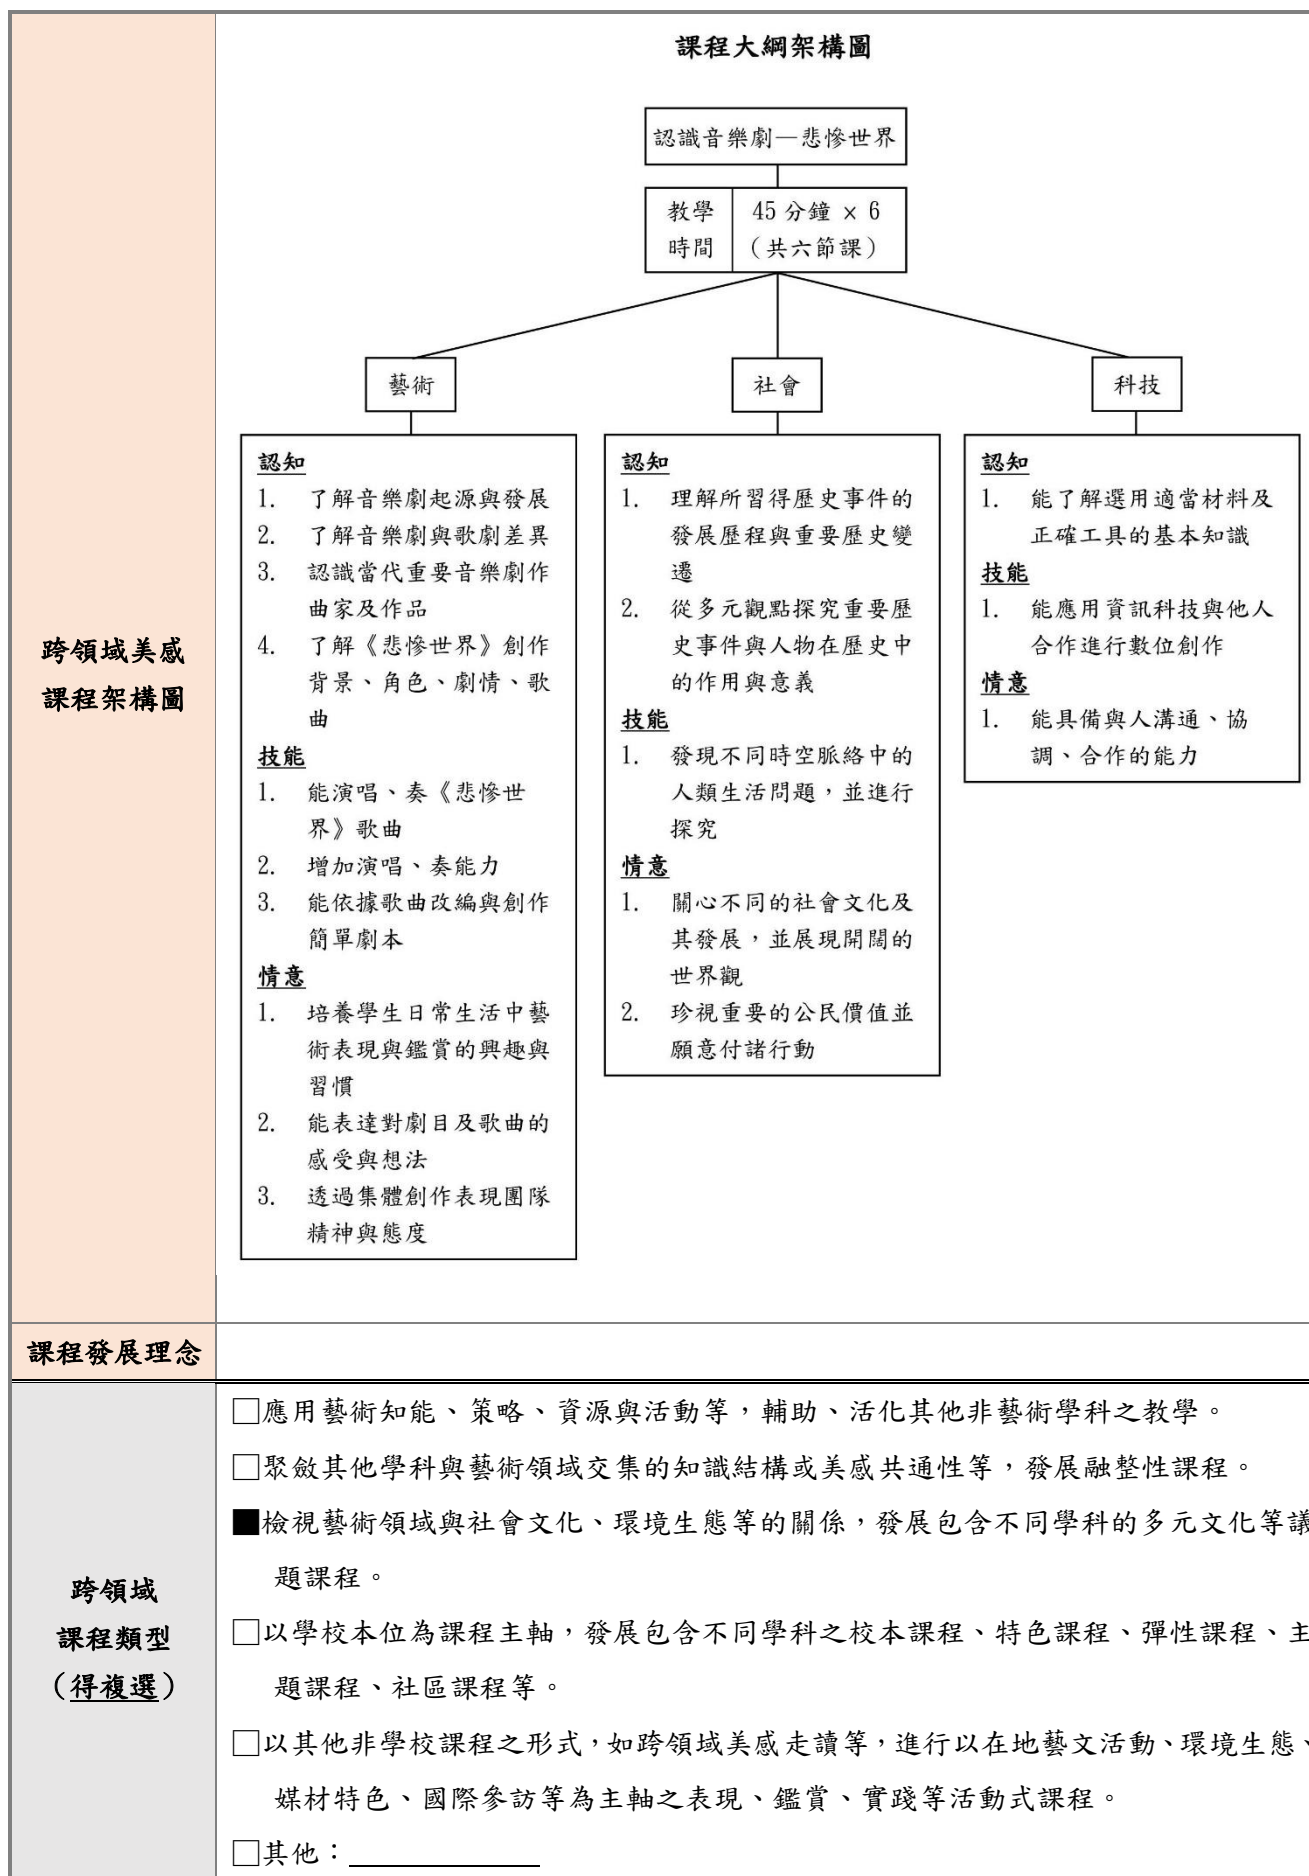 課程大綱架構圖
認識音樂劇—悲慘世界
教學
時間
45 分鐘 × 6
（共六節課）
藝術
認知
1. 了解音樂劇起源與發展
2. 了解音樂劇與歌劇差異
3. 認識當代重要音樂劇作
曲家及作品
4. 了解《悲慘世界》創作
背景、角色、劇情、歌
曲
技能
1. 能演唱、奏《悲慘世
界》歌曲
2. 增加演唱、奏能力
3. 能依據歌曲改編與創作
簡單劇本
情意
1. 培養學生日常生活中藝
術表現與鑑賞的興趣與
習慣
2. 能表達對劇目及歌曲的
感受與想法
3. 透過集體創作表現團隊
精神與態度
社會
認知
1. 理解所習得歷史事件的
發展歷程與重要歷史變
遷
2. 從多元觀點探究重要歷
史事件與人物在歷史中
的作用與意義
技能
1. 發現不同時空脈絡中的
人類生活問題，並進行
探究
情意
1. 關心不同的社會文化及
其發展，並展現開闊的
世界觀
2. 珍視重要的公民價值並
願意付諸行動
科技
認知
1. 能了解選用適當材料及
正確工具的基本知識
技能
1. 能應用資訊科技與他人
合作進行數位創作
情意
1. 能具備與人溝通、協
調、合作的能力
跨領域美感
課程架構圖
課程發展理念
跨領域
課程類型
（得複選）
□應用藝術知能、策略、資源與活動等，輔助、活化其他非藝術學科之教學。
□聚斂其他學科與藝術領域交集的知識結構或美感共通性等，發展融整性課程。
■檢視藝術領域與社會文化、環境生態等的關係，發展包含不同學科的多元文化等議
題課程。
□以學校本位為課程主軸，發展包含不同學科之校本課程、特色課程、彈性課程、主
題課程、社區課程等。
□以其他非學校課程之形式，如跨領域美感走讀等，進行以在地藝文活動、環境生態、
媒材特色、國際參訪等為主軸之表現、鑑賞、實踐等活動式課程。
□其他：